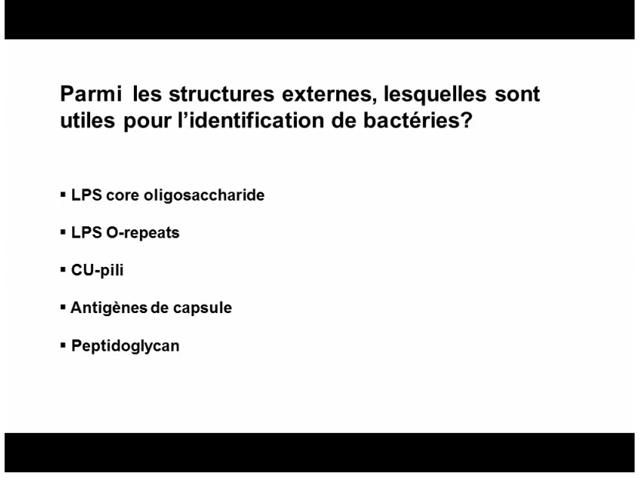 Parmi les structures externes, lesquelles sont
utiles pour l'identification de bactéries?
▪ LPS core oligosaccharide
▪ LPS O-repeats
▪ CU-pili
▪ Antigènes de capsule
▪ Peptidoglycan